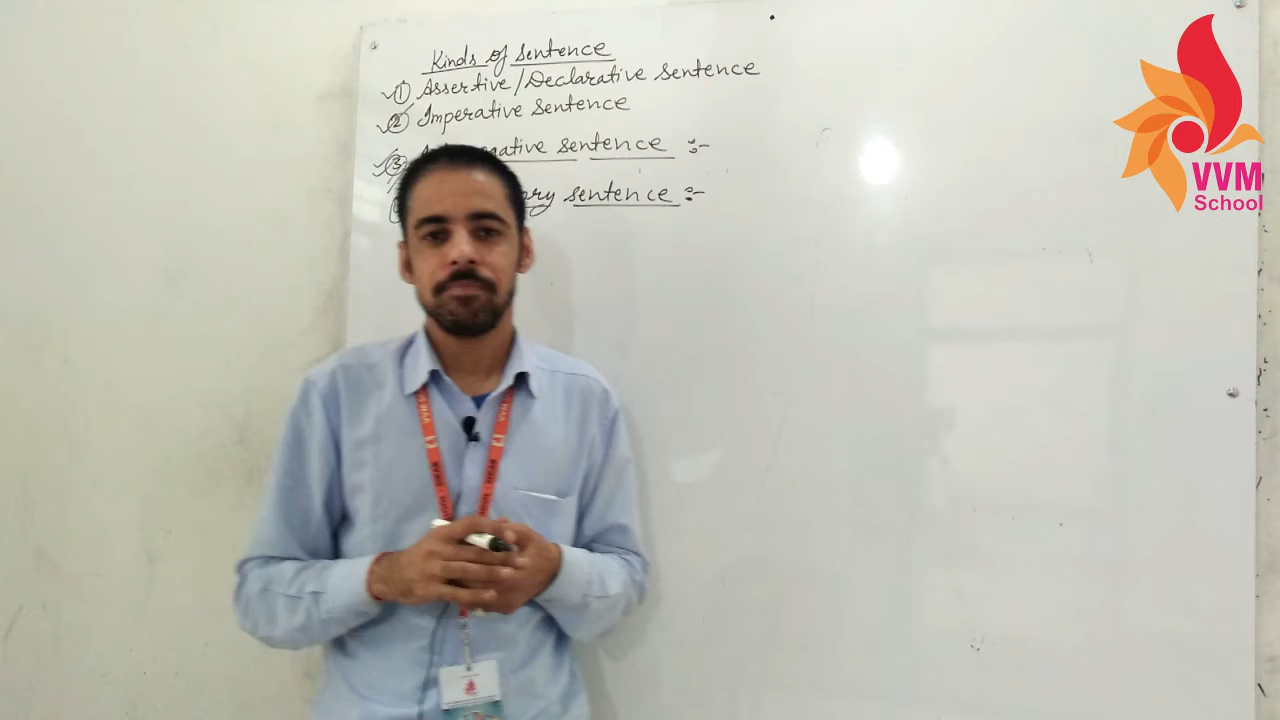 Kinds of sentence
① Assertive/Declarative sentence
② Imperative sentence
③ sentence :-
sentence :-
VVM
School